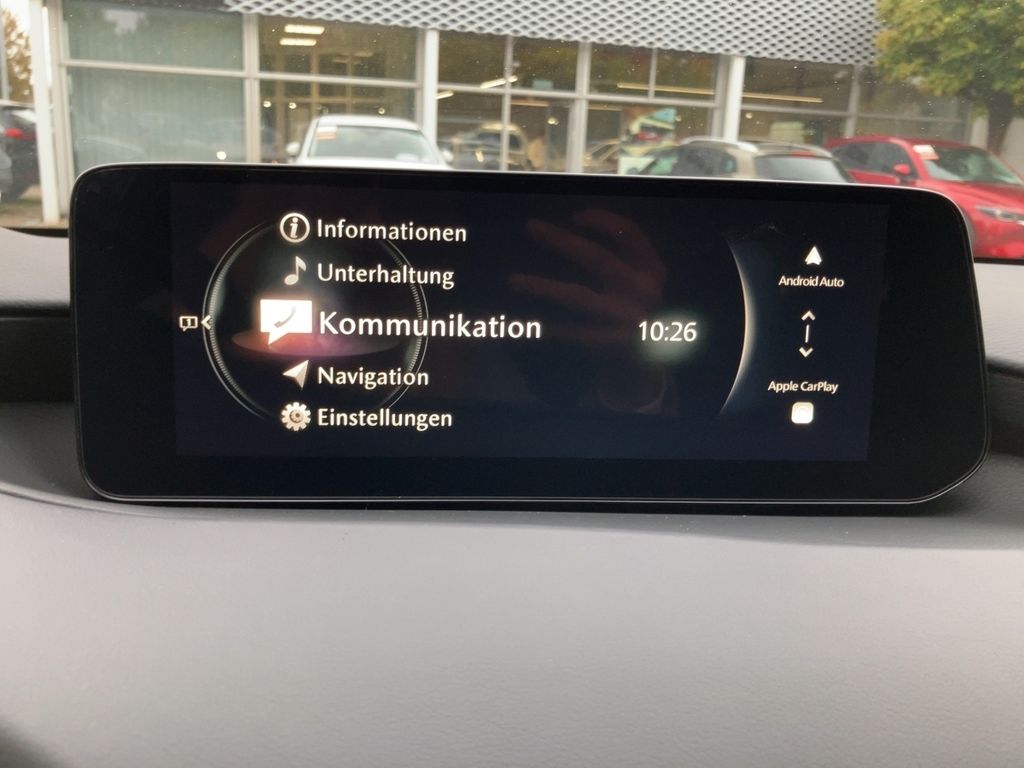 Informationen
Unterhaltung
Kommunikation
Navigation
Einstellungen
10:26
Android Auto
Apple CarPlay